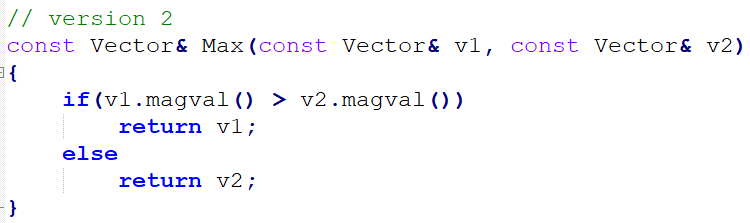 // version 2
const Vector& Max(const Vector& v1, const Vector& v2)
{
    if(v1.magval() > v2.magval())
        return v1;
    else
        return v2;
}